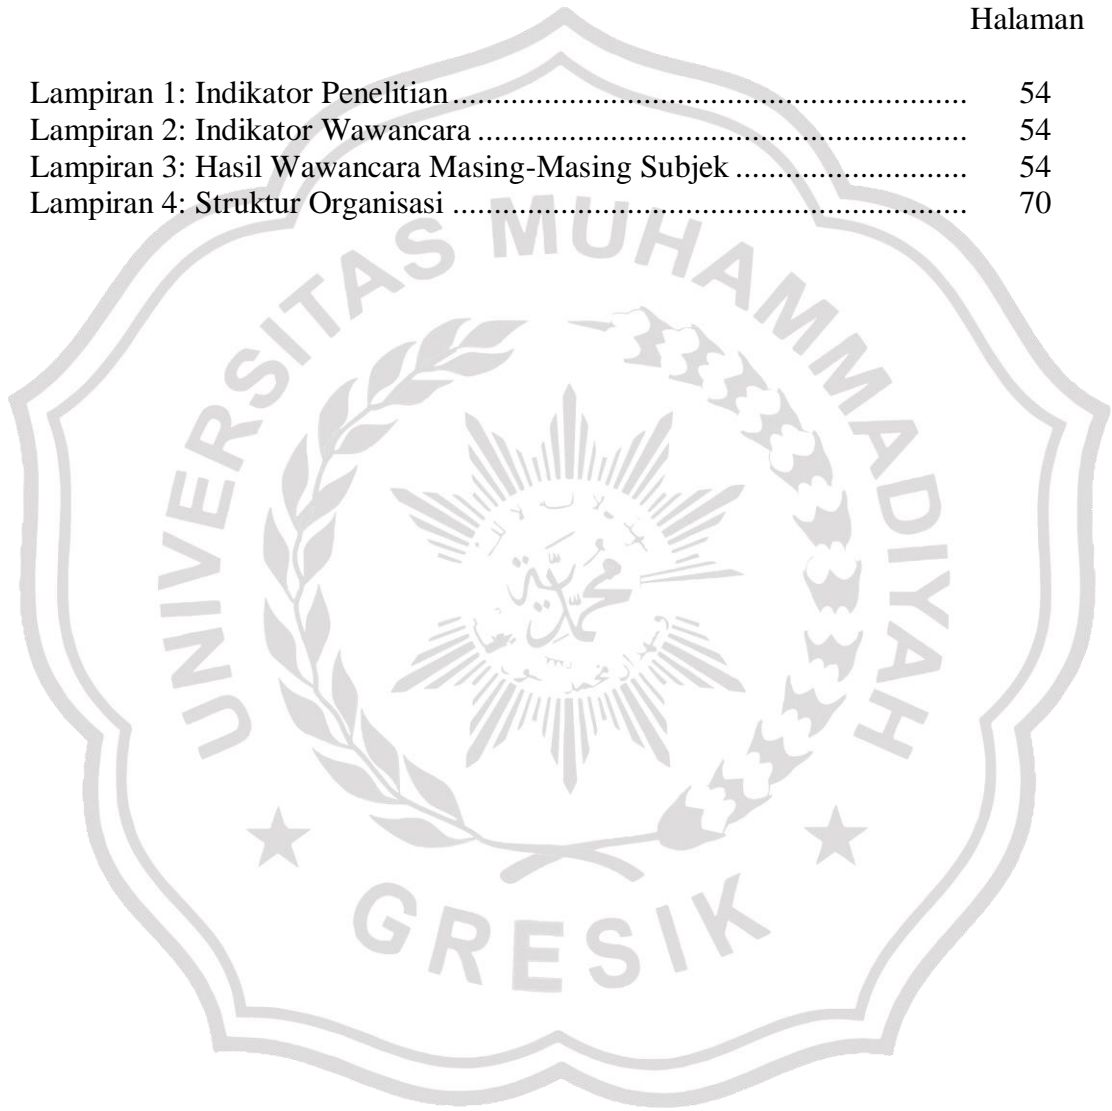 Halaman
Lampiran 1: Indikator Penelitian ............................................................... 54
Lampiran 2: Indikator Wawancara ............................................................ 54
Lampiran 3: Hasil Wawancara Masing-Masing Subjek ............................ 54
Lampiran 4: Struktur Organisasi ............................................................... 70
UNIVERSITAS MUHAMMADIYAH
GRESIK